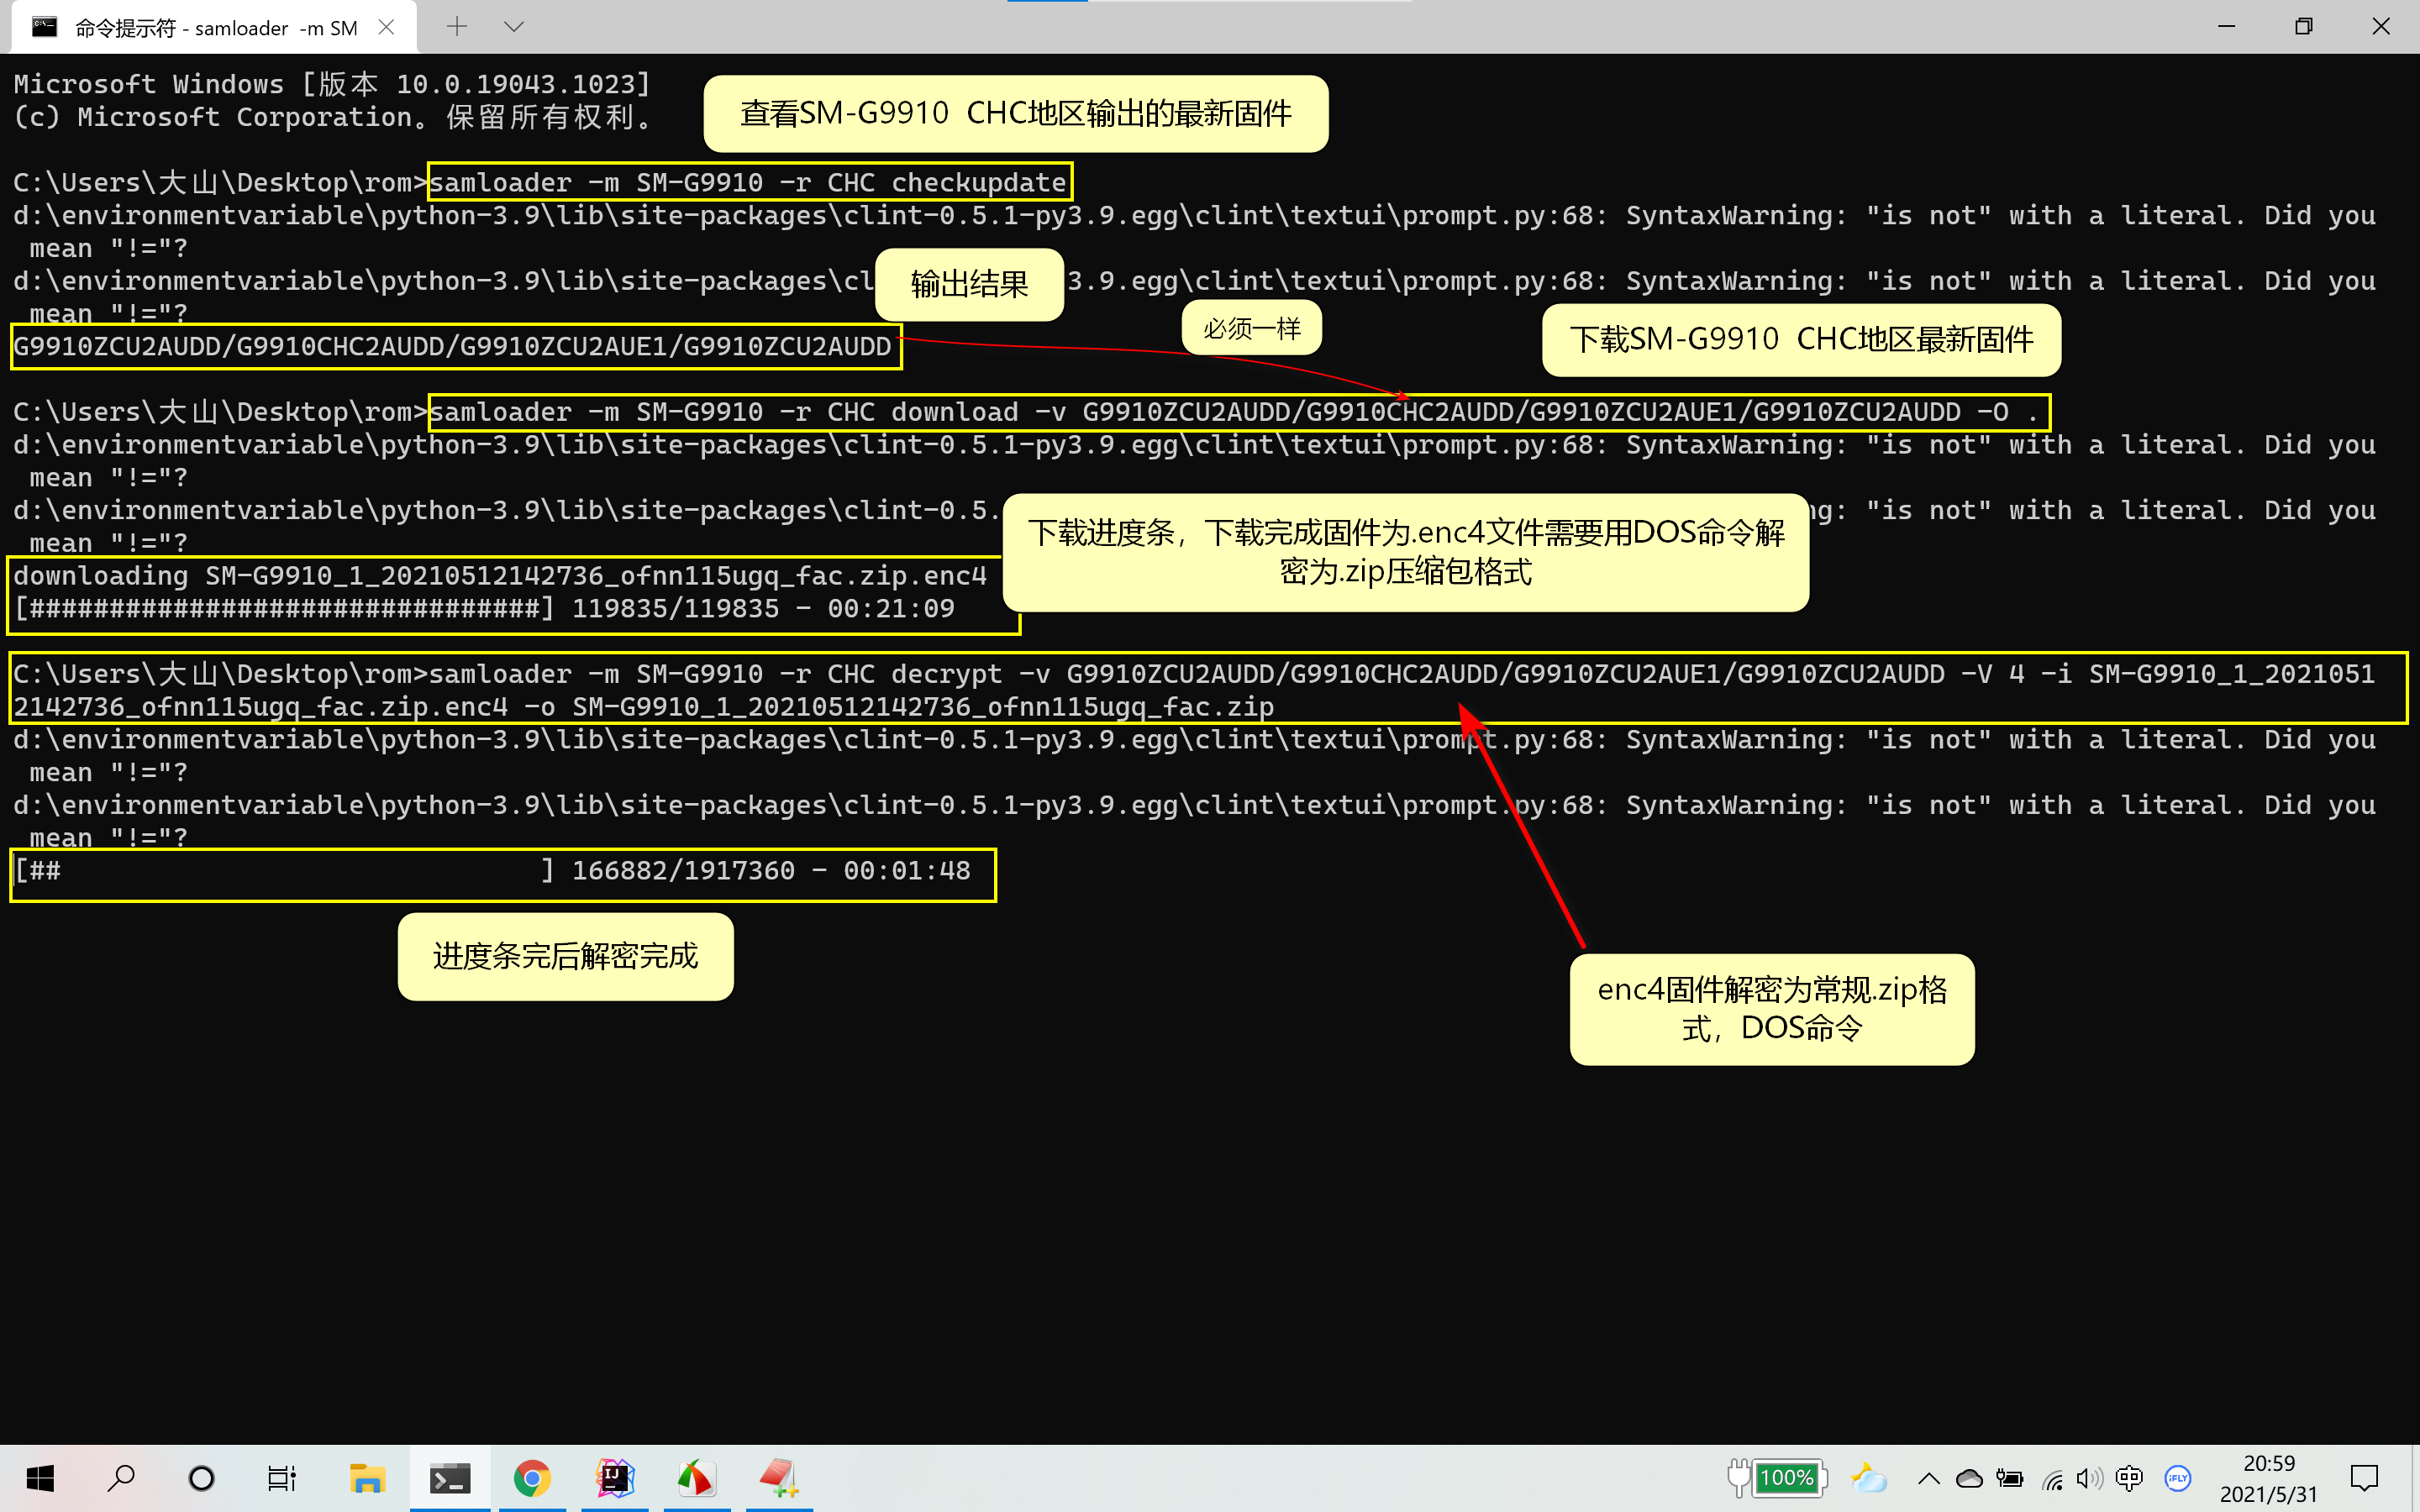 命令提示符 - samloader  -m SM
Microsoft Windows [版本 10.0.19043.1023]
(c) Microsoft Corporation。保留所有权利。
查看SM-G9910  CHC地区输出的最新固件
C:\Users\大山\Desktop\rom>samloader -m SM-G9910 -r CHC checkupdate
d:\environmentvariable\python-3.9\lib\site-packages\clint-0.5.1-py3.9.egg\clint\textui\prompt.py:68: SyntaxWarning: "is not" with a literal. Did you
 mean "!="?
输出结果
d:\environmentvariable\python-3.9\lib\site-packages\cl 3.9.egg\clint\textui\prompt.py:68: SyntaxWarning: "is not" with a literal. Did you
 mean "!="?
必须一样
下载SM-G9910  CHC地区最新固件
G9910ZCU2AUDD/G9910CHC2AUDD/G9910ZCU2AUE1/G9910ZCU2AUDD
C:\Users\大山\Desktop\rom>samloader -m SM-G9910 -r CHC download -v G9910ZCU2AUDD/G9910CHC2AUDD/G9910ZCU2AUE1/G9910ZCU2AUDD -O .
d:\environmentvariable\python-3.9\lib\site-packages\clint-0.5.1-py3.9.egg\clint\textui\prompt.py:68: SyntaxWarning: "is not" with a literal. Did you
 mean "!="?
d:\environmentvariable\python-3.9\lib\site-packages\clint-0.5. ng: "is not" with a literal. Did you
 mean "!="?
下载进度条，下载完成固件为.enc4文件需要用DOS命令解
密为.zip压缩包格式
downloading SM-G9910_1_20210512142736_ofnn115ugq_fac.zip.enc4
[################################] 119835/119835 - 00:21:09
C:\Users\大山\Desktop\rom>samloader -m SM-G9910 -r CHC decrypt -v G9910ZCU2AUDD/G9910CHC2AUDD/G9910ZCU2AUE1/G9910ZCU2AUDD -V 4 -i SM-G9910_1_2021051
2142736_ofnn115ugq_fac.zip.enc4 -o SM-G9910_1_20210512142736_ofnn115ugq_fac.zip
d:\environmentvariable\python-3.9\lib\site-packages\clint-0.5.1-py3.9.egg\clint\textui\prompt.py:68: SyntaxWarning: "is not" with a literal. Did you
 mean "!="?
d:\environmentvariable\python-3.9\lib\site-packages\clint-0.5.1-py3.9.egg\clint\textui\prompt.py:68: SyntaxWarning: "is not" with a literal. Did you
 mean "!="?
[##                              ] 166882/1917360 - 00:01:48
进度条完后解密完成
enc4固件解密为常规.zip格
式，DOS命令
IJ
100%
中
iFLY
20:59
2021/5/31